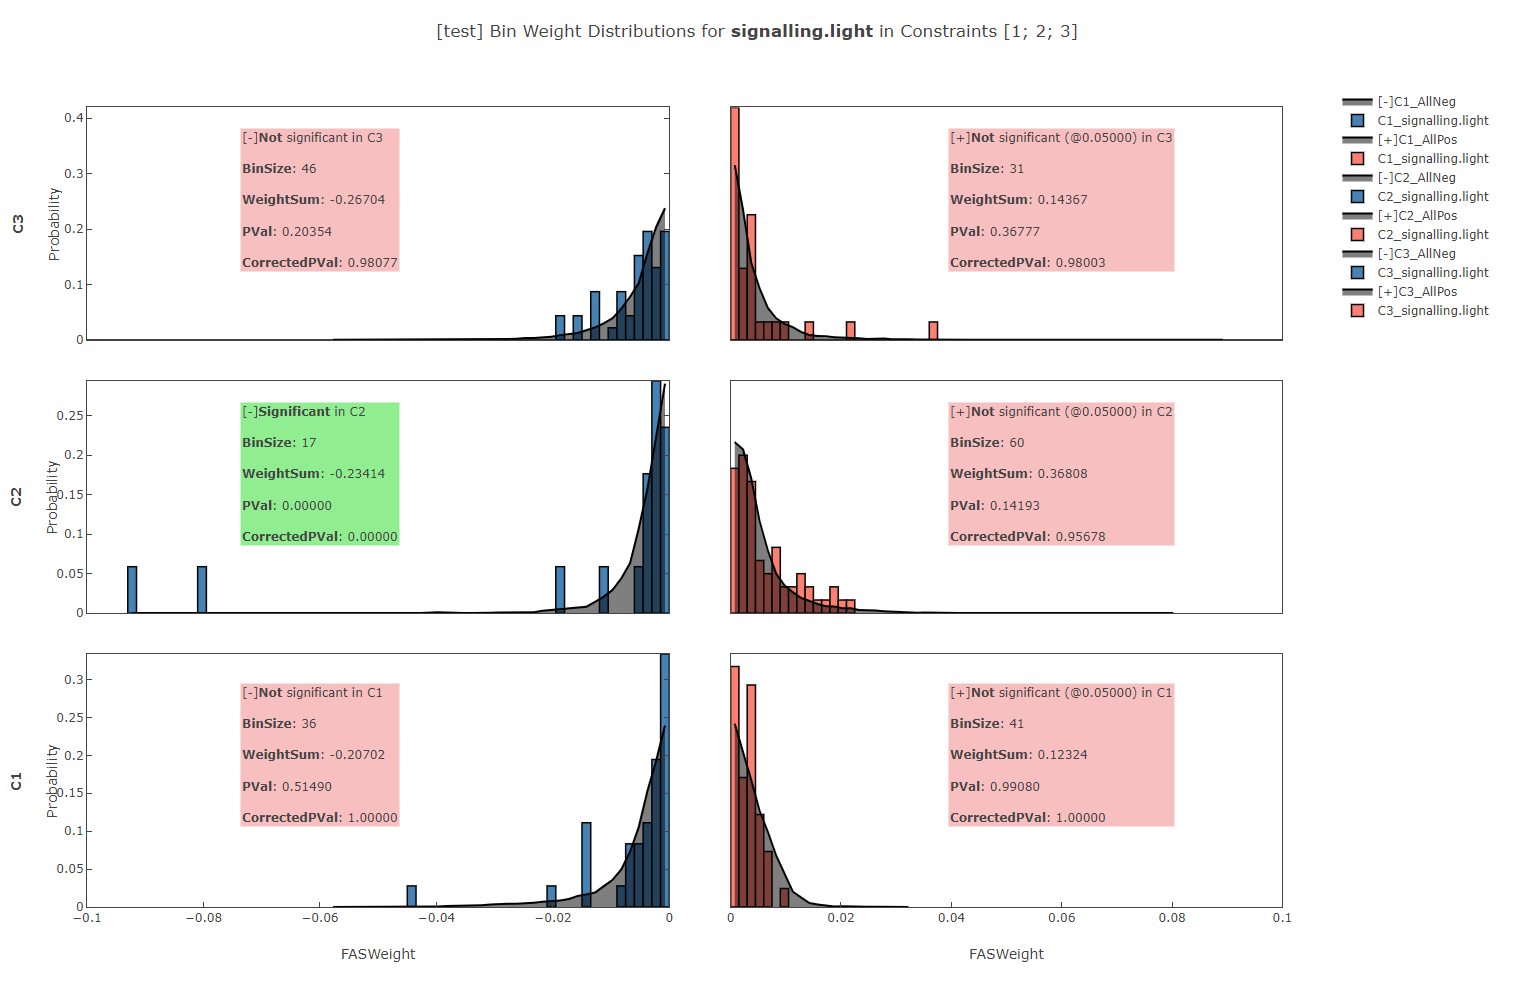 [test] Bin Weight Distributions for signalling.light in Constraints [1; 2; 3]
[-]C1_AllNeg
C1_signalling.light
[+]C1_AllPos
C1_signalling.light
[-]C2_AllNeg
C2_signalling.light
[+]C2_AllPos
C2_signalling.light
[-]C3_AllNeg
C3_signalling.light
[+]C3_AllPos
C3_signalling.light
C3
Probability
0.4
0.3
0.2
0.1
0
[-]Not significant in C3
BinSize: 46
WeightSum: -0.26704
PVal: 0.20354
CorrectedPVal: 0.98077
[+]Not significant (@0.05000) in C3
BinSize: 31
WeightSum: 0.14367
PVal: 0.36777
CorrectedPVal: 0.98003
C2
Probability
0.25
0.2
0.15
0.1
0.05
0
[-]Significant in C2
BinSize: 17
WeightSum: -0.23414
PVal: 0.00000
CorrectedPVal: 0.00000
[+]Not significant (@0.05000) in C2
BinSize: 60
WeightSum: 0.36808
PVal: 0.14193
CorrectedPVal: 0.95678
C1
Probability
0.3
0.25
0.2
0.15
0.1
0.05
0
[-]Not significant in C1
BinSize: 36
WeightSum: -0.20702
PVal: 0.51490
CorrectedPVal: 1.00000
[+]Not significant (@0.05000) in C1
BinSize: 41
WeightSum: 0.12324
PVal: 0.99080
CorrectedPVal: 1.00000
−0.1 −0.08 −0.06 −0.04 −0.02 0
0 0.02 0.04 0.06 0.08 0.1
FASWeight
FASWeight